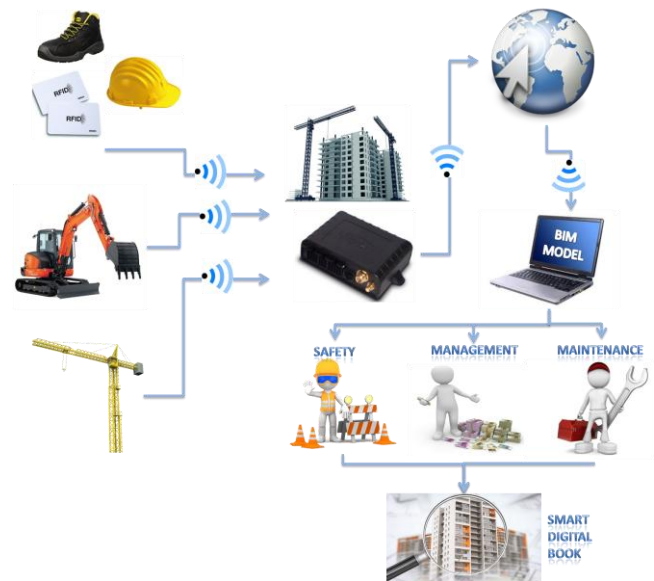 RFID
RFID
BIM
MODEL
SAFETY
MANAGEMENT
MAINTENANCE
SMART
DIGITAL
BOOK